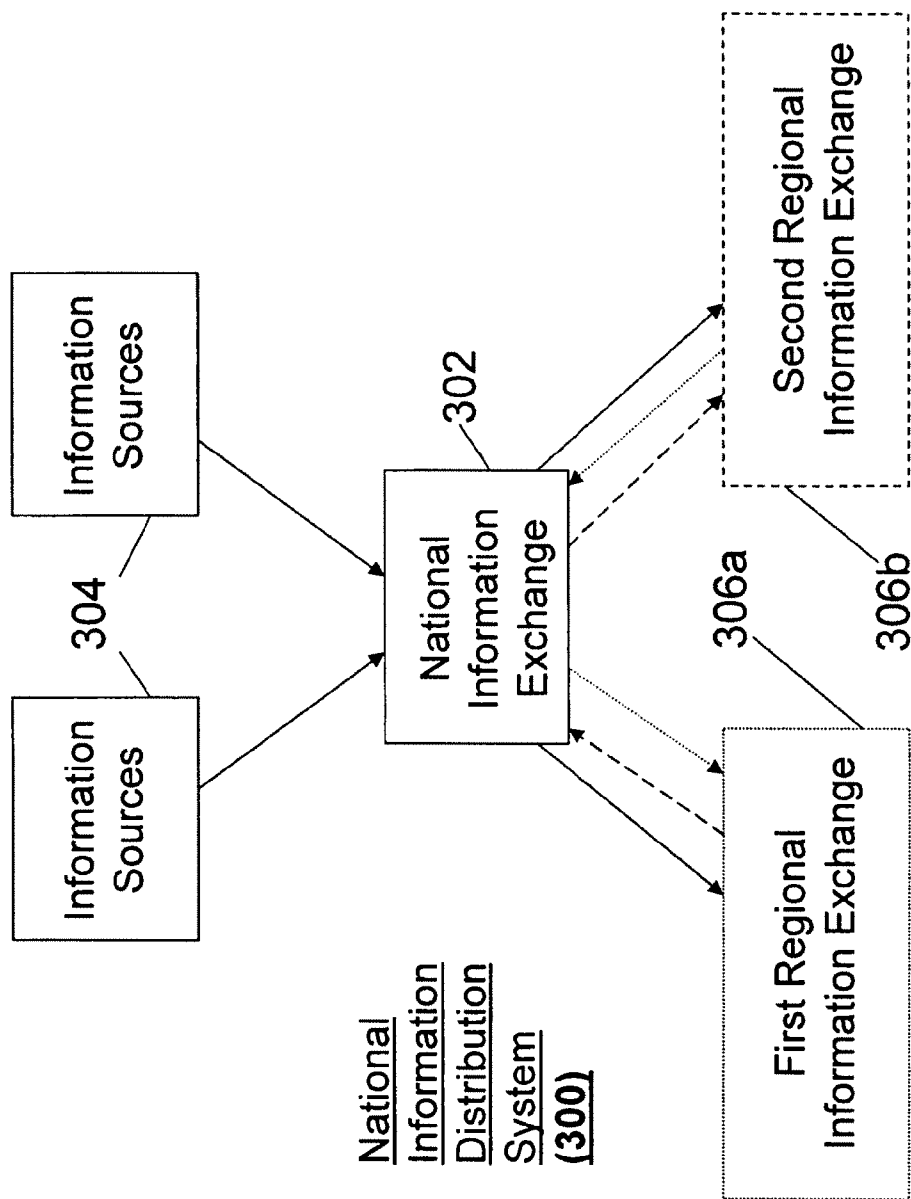 304
Information
Sources
Information
Sources
National
Information
Distribution
System
(300)
302
National
Information
Exchange
306a
First Regional
Information Exchange
306b
Second Regional
Information Exchange